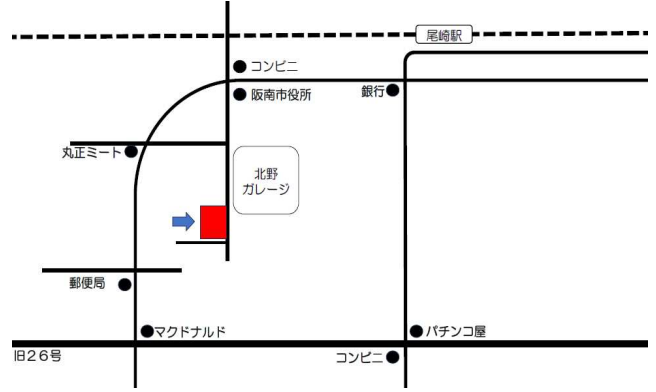 尾崎駅
コンビニ
阪南市役所
銀行
丸正ミート
北野
ガレージ
郵便局
マクドナルド
パチンコ屋
旧26号
コンビニ